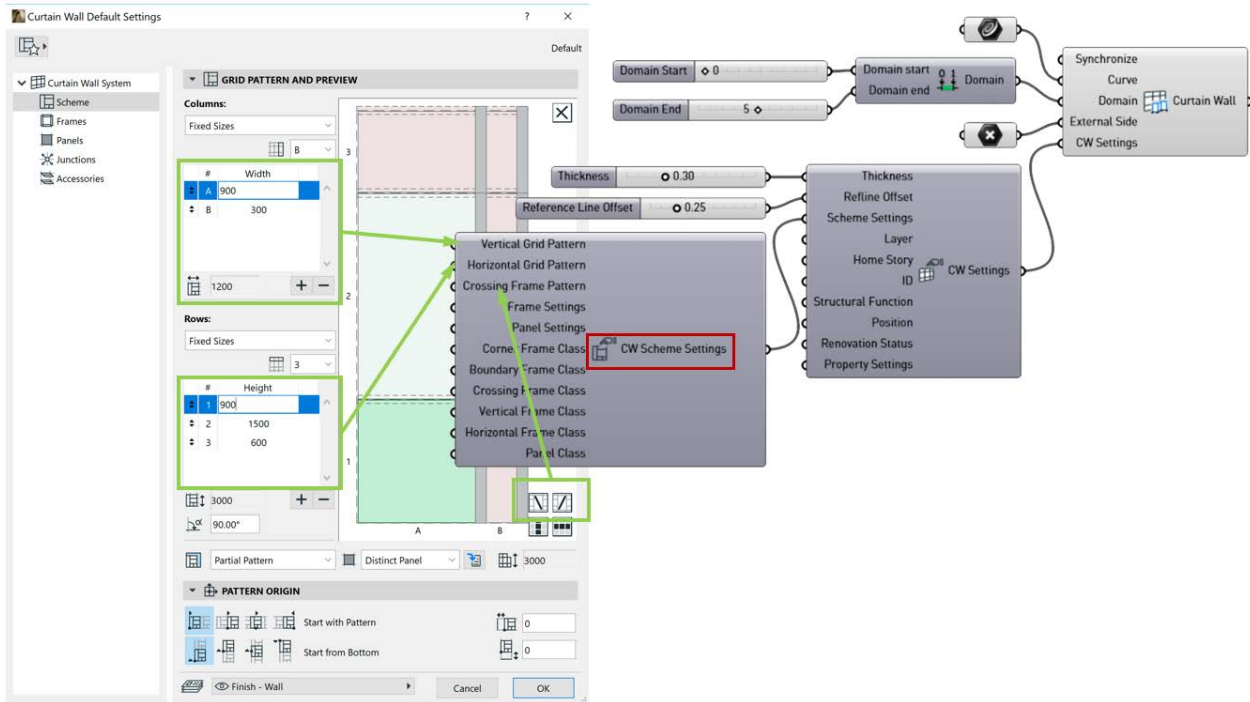 Curtain Wall Default Settings
?
Default
Curtain Wall System
Scheme
Frames
Panels
Junctions
Accessories
GRID PATTERN AND PREVIEW
Columns:
Fixed Sizes
B
# Width
A 900
B 300
1200
Rows:
Fixed Sizes
3
# Height
1 900
2 1500
3 600
3000
α
90.00°
3
2
1
A B
Partial Pattern
Distinct Panel
3000
PATTERN ORIGIN
Start with Pattern
0
Start from Bottom
0
Finish - Wall
Cancel
OK
Domain Start 0
Domain End 5
Domain start
Domain end
0 1
Domain
Synchronize
Curve
Domain
External Side
CW Settings
Curtain Wall
Thickness 0.30
Reference Line Offset 0.25
Thickness
Refline Offset
Scheme Settings
Layer
Home Story
ID
Structural Function
Position
Renovation Status
Property Settings
CW Settings
Vertical Grid Pattern
Horizontal Grid Pattern
Crossing Frame Pattern
Frame Settings
Panel Settings
Corner Frame Class
Boundary Frame Class
Crossing Frame Class
Vertical Frame Class
Horizontal Frame Class
Panel Class
CW Scheme Settings